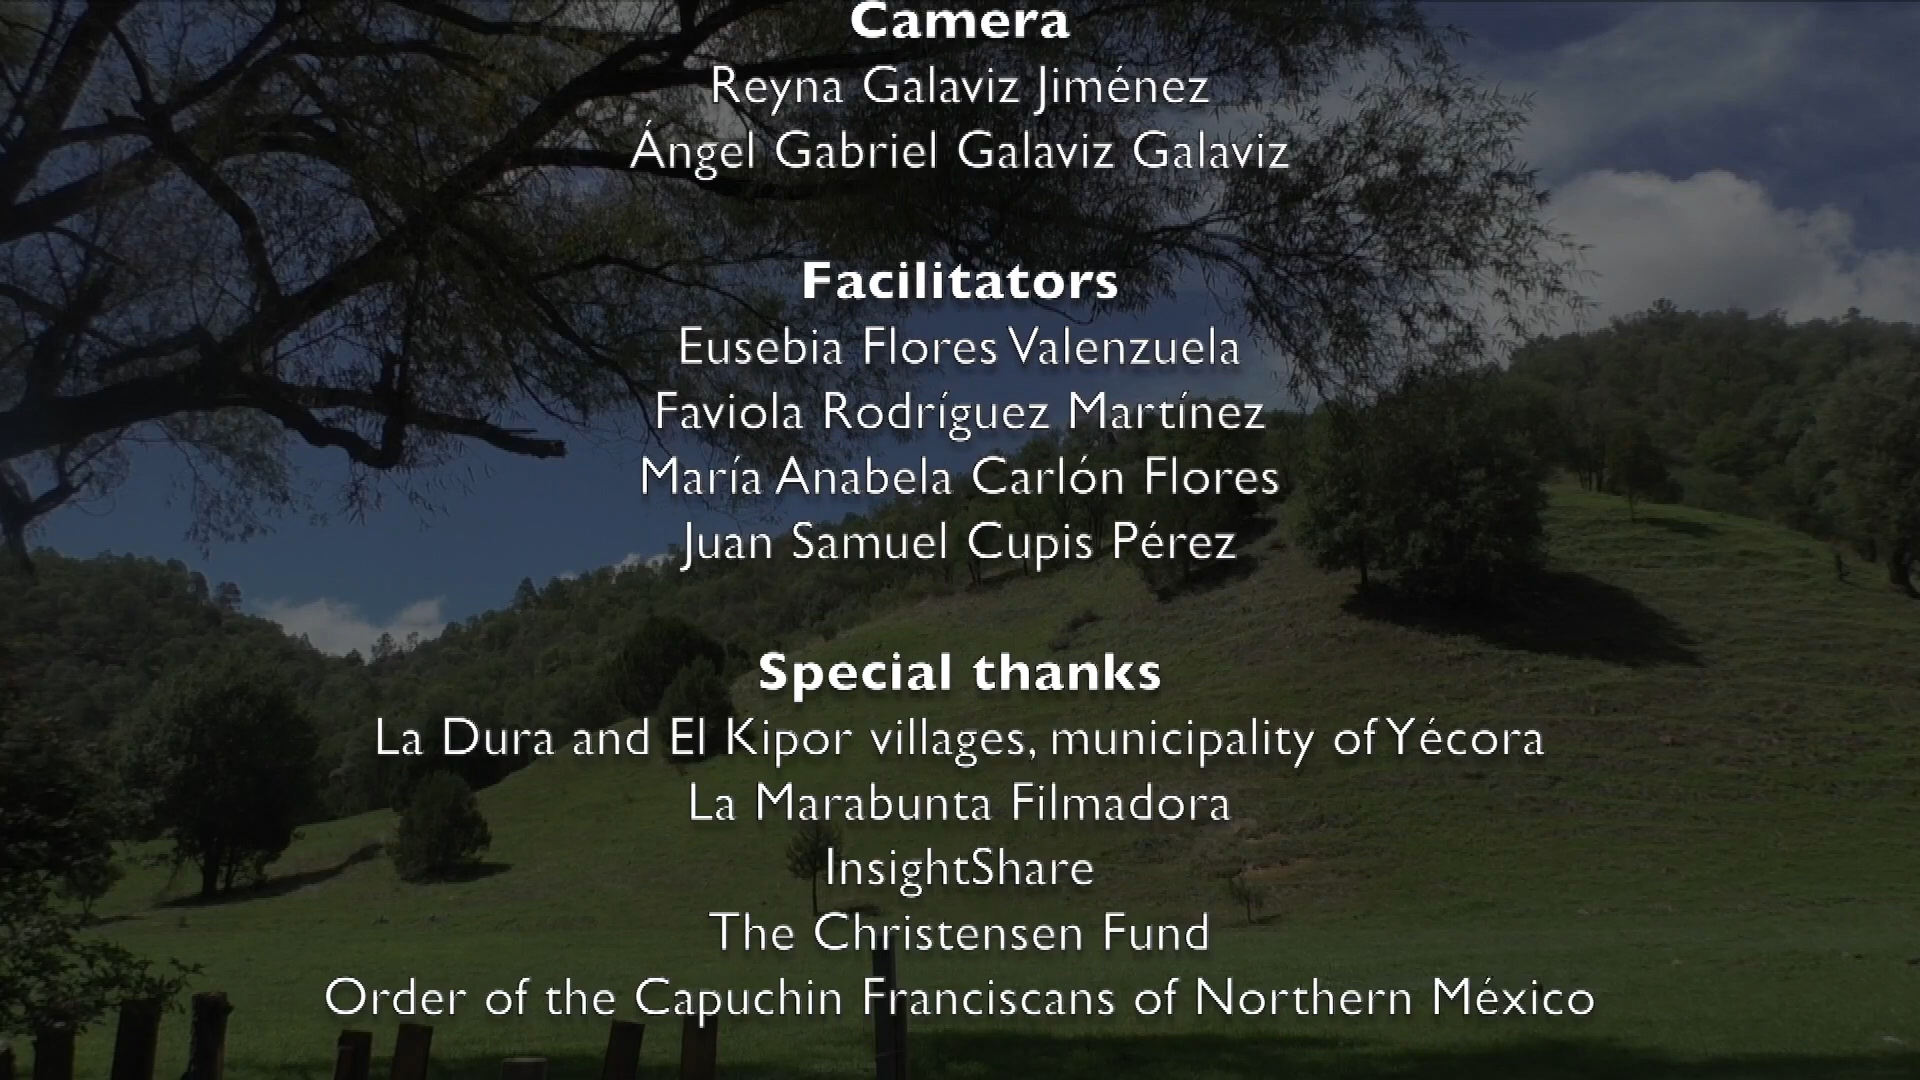 Camera
Reyna Galaviz Jiménez
Ángel Gabriel Galaviz Galaviz
Facilitators
Eusebia Flores Valenzuela
Faviola Rodríguez Martínez
María Anabela Carlón Flores
Juan Samuel Cupis Pérez
Special thanks
La Dura and El Kipor villages, municipality of Yécora
La Marabunta Filmadora
InsightShare
The Christensen Fund
Order of the Capuchin Franciscans of Northern México